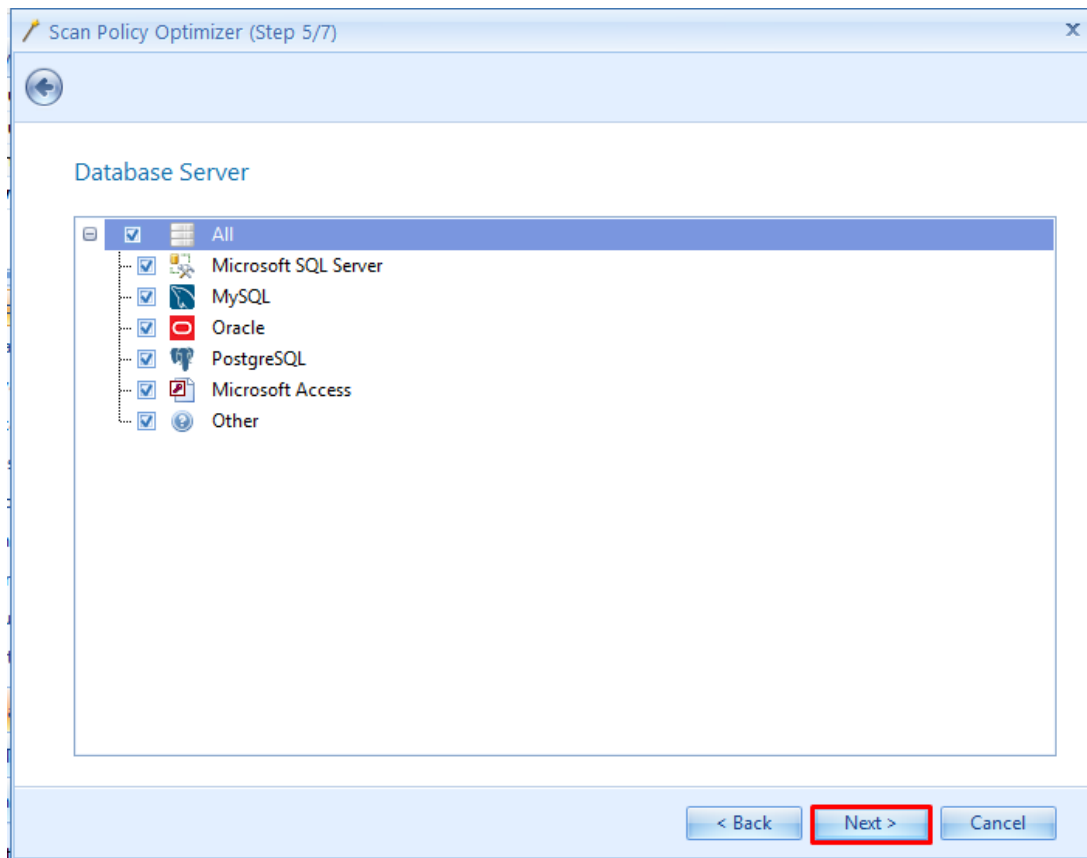 Scan Policy Optimizer (Step 5/7)
x
Database Server
All
Microsoft SQL Server
MySQL
Oracle
PostgreSQL
Microsoft Access
Other
< Back Next > Cancel